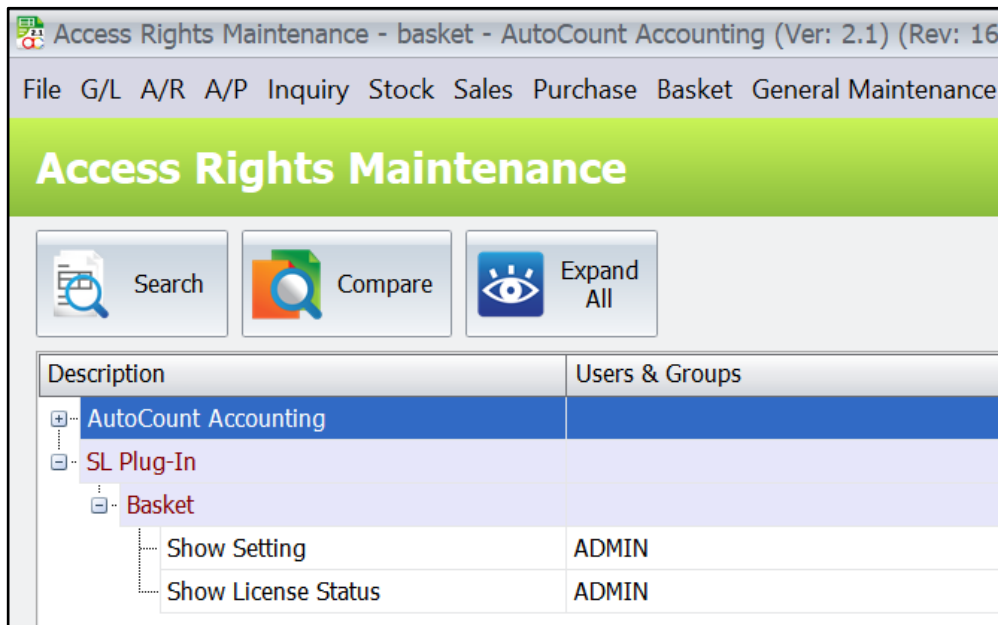 Access Rights Maintenance - basket - AutoCount Accounting (Ver: 2.1) (Rev: 16
File G/L A/R A/P Inquiry Stock Sales Purchase Basket General Maintenance
Access Rights Maintenance
Search
Compare
Expand
All
Description Users & Groups
AutoCount Accounting
SL Plug-In
Basket
Show Setting ADMIN
Show License Status ADMIN